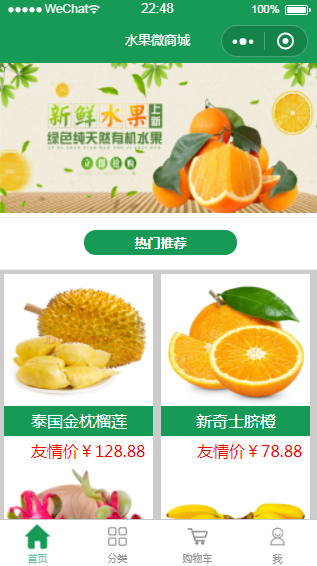 WeChat 22:48 100%
水果微商城
新鲜水果上新
绿色纯天然有机水果
立即抢购
热门推荐
泰国金枕榴莲 新奇士脐橙
友情价￥128.88 友情价￥78.88
首页 分类 购物车 我